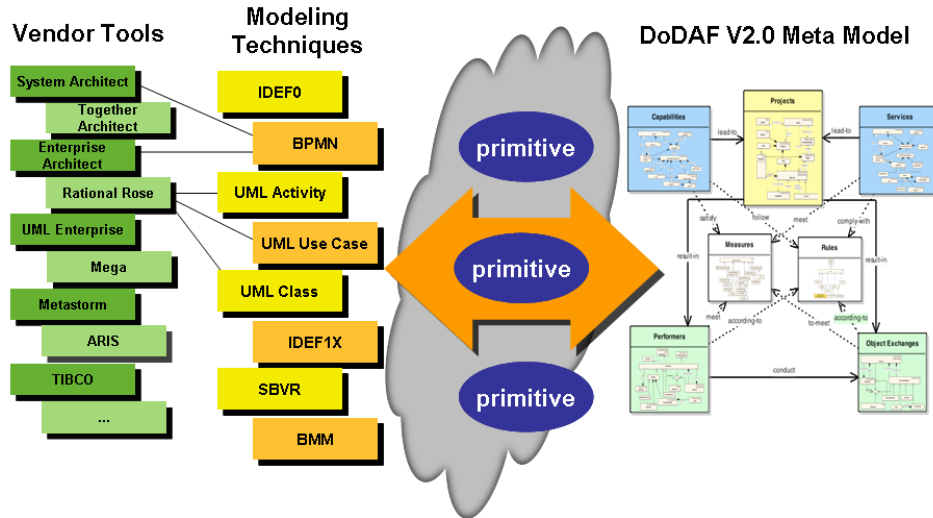 Vendor Tools
Modeling
Techniques
DoDAF V2.0 Meta Model
System Architect
Together
Architect
Enterprise
Architect
Rational Rose
UML Enterprise
Mega
Metastorm
ARIS
TIBCO
...
IDEF0
BPMN
UML Activity
UML Use Case
UML Class
IDEF1X
SBVR
BMM
primitive
primitive
primitive
Capabilities
Projects
Services
lead-to
lead-to
satisfy
follow
meet
comply-with
Measures
Rules
result-in
result-in
meet
according-to
to-meet
according-to
Performers
Object Exchanges
conduct